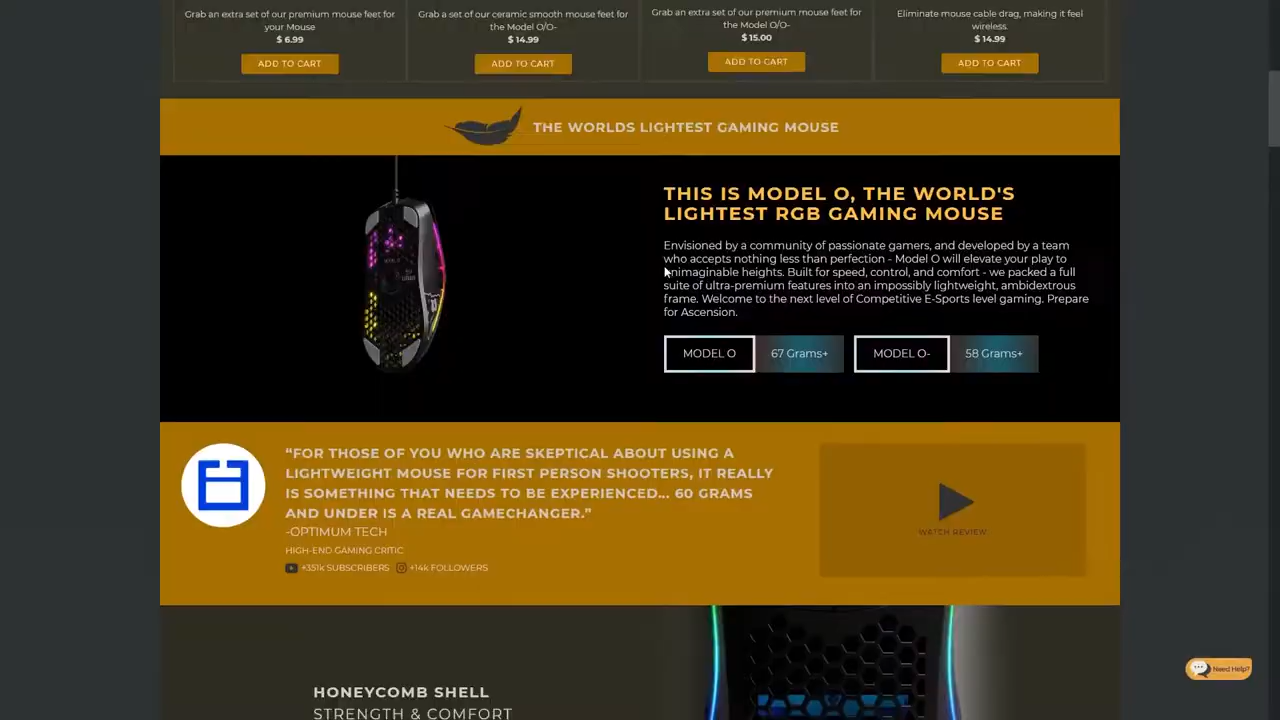 Grab an extra set of our premium mouse feet for
your Mouse
$ 6.99
ADD TO CART
Grab a set of our ceramic smooth mouse feet for
the Model O/O-
$ 14.99
ADD TO CART
Grab an extra set of our premium mouse feet for
the Model O/O-
$ 15.00
ADD TO CART
Eliminate mouse cable drag, making it feel
wireless.
$ 14.99
ADD TO CART
THE WORLDS LIGHTEST GAMING MOUSE
THIS IS MODEL O, THE WORLD'S
LIGHTEST RGB GAMING MOUSE
Envisioned by a community of passionate gamers, and developed by a team
who accepts nothing less than perfection - Model O will elevate your play to
unimaginable heights. Built for speed, control, and comfort - we packed a full
suite of ultra-premium features into an impossibly lightweight, ambidextrous
frame. Welcome to the next level of Competitive E-Sports level gaming. Prepare
for Ascension.
MODEL O 67 Grams+ MODEL O- 58 Grams+
“FOR THOSE OF YOU WHO ARE SKEPTICAL ABOUT USING A
LIGHTWEIGHT MOUSE FOR FIRST PERSON SHOOTERS, IT REALLY
IS SOMETHING THAT NEEDS TO BE EXPERIENCED... 60 GRAMS
AND UNDER IS A REAL GAMECHANGER.”
-OPTIMUM TECH
HIGH-END GAMING CRITIC
+351k SUBSCRIBERS +14k FOLLOWERS
WATCH REVIEW
HONEYCOMB SHELL
STRENGTH & COMFORT
Need Help?